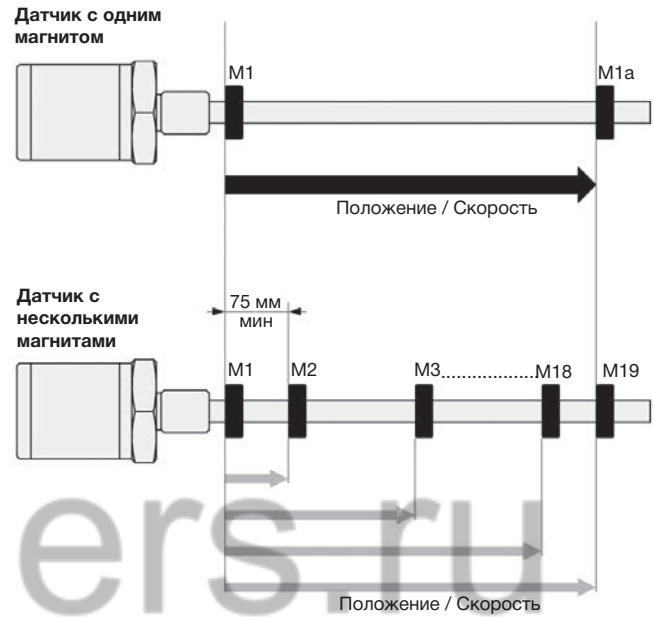 Датчик с одним
магнитом
M1
M1a
Положение / Скорость
Датчик с
несколькими
магнитами
75 мм
мин
M1
M2
M3..................M18
M19
ers.ru
Положение / Скорость